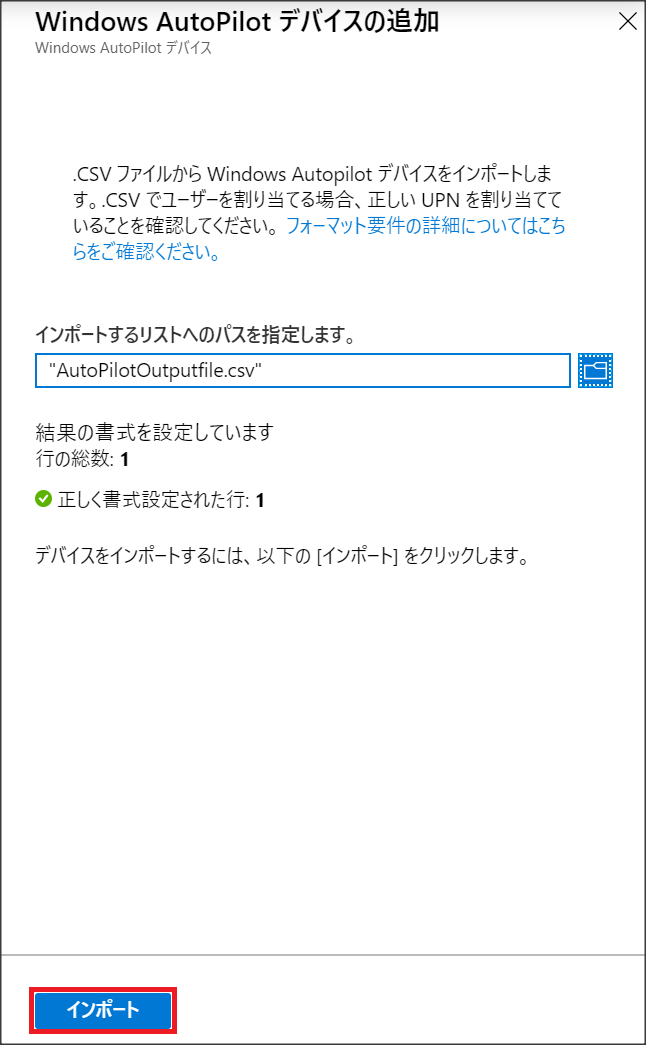 Windows AutoPilot デバイスの追加
Windows AutoPilot デバイス
.CSV ファイルから Windows Autopilot デバイスをインポートしま
す。.CSV でユーザーを割り当てる場合、正しい UPN を割り当てて
いることを確認してください。 フォーマット要件の詳細についてはこち
らをご確認ください。
インポートするリストへのパスを指定します。
"AutoPilotOutputfile.csv"
結果の書式を設定しています
行の総数: 1
正しく書式設定された行: 1
デバイスをインポートするには、以下の [インポート] をクリックします。
インポート